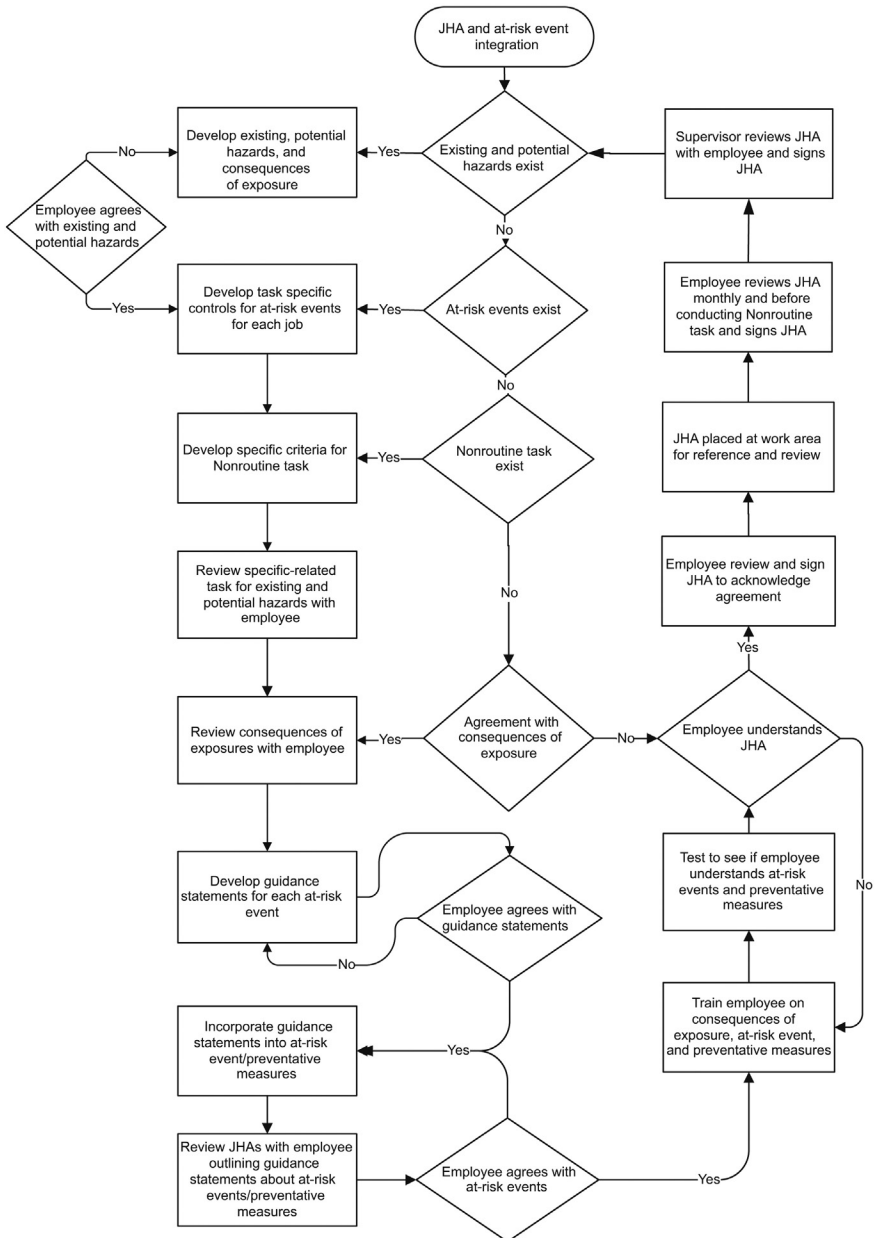 JHA and at-risk event
integration
Existing and potential
hazards exist
Yes
No
Develop existing, potential
hazards, and
consequences
of exposure
No
Employee agrees
with existing and
potential hazards
Yes
Supervisor reviews JHA
with employee and signs
JHA
Develop task specific
controls for at-risk events
for each job
Yes
At-risk events exist
No
Employee reviews JHA
monthly and before
conducting Nonroutine
task and signs JHA
Develop specific criteria for
Nonroutine task
Yes
Nonroutine task
exist
No
JHA placed at work area
for reference and review
Review specific-related
task for existing and
potential hazards with
employee
Employee review and sign
JHA to acknowledge
agreement
Yes
Review consequences of
exposures with employee
Yes
Agreement with
consequences of
exposure
No
Employee understands
JHA
No
Develop guidance
statements for each at-risk
event
Employee agrees with
guidance statements
No
Yes
Test to see if employee
understands at-risk
events and preventative
measures
Incorporate guidance
statements into at-risk
event/preventative
measures
Train employee on
consequences of
exposure, at-risk event,
and preventative measures
Review JHAs with employee
outlining guidance
statements about at-risk
events/preventative
measures
Employee agrees with
at-risk events
Yes